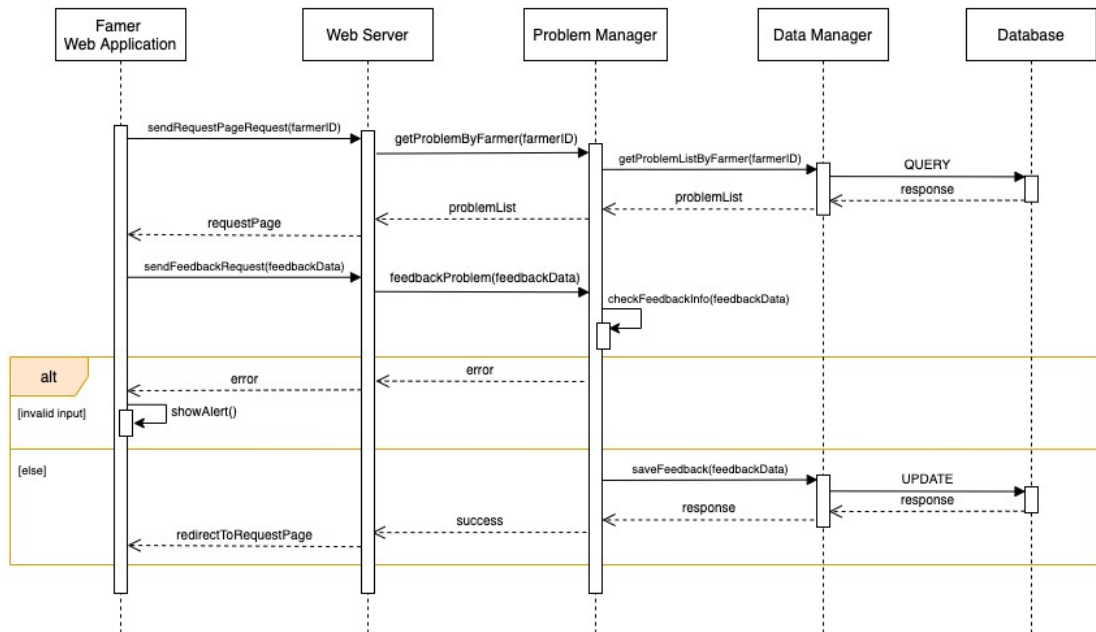 Famer
Web Application
Web Server
Problem Manager
Data Manager
Database
sendRequestPageRequest(farmerID)
getProblemByFarmer(farmerID)
getProblemListByFarmer(farmerID)
QUERY
response
problemList
problemList
requestPage
sendFeedbackRequest(feedbackData)
feedbackProblem(feedbackData)
checkFeedbackInfo(feedbackData)
alt
error
error
[invalid input]
showAlert()
[else]
saveFeedback(feedbackData)
UPDATE
response
response
success
redirectToRequestPage